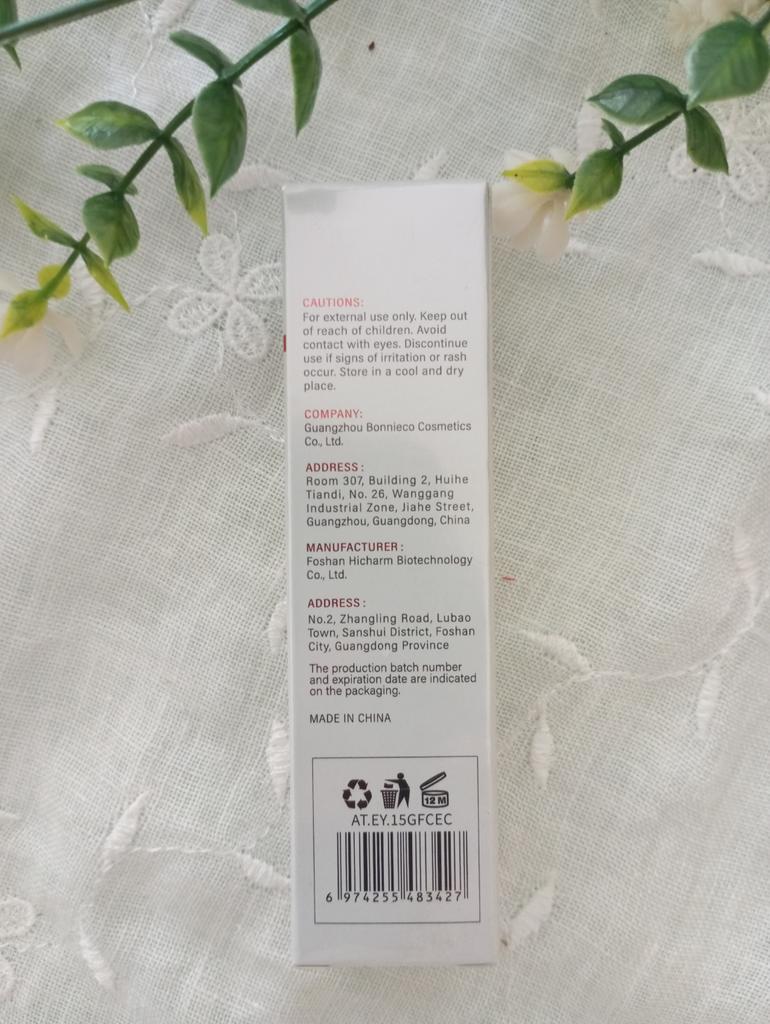 CAUTIONS:
For external use only. Keep out
of reach of children. Avoid
contact with eyes. Discontinue
use if signs of irritation or rash
occur. Store in a cool and dry
place.
COMPANY:
Guangzhou Bonnieco Cosmetics
Co., Ltd.
ADDRESS :
Room 307, Building 2, Huihe
Tiandi, No. 26, Wanggang
Industrial Zone, Jiahe Street,
Guangzhou, Guangdong, China
MANUFACTURER :
Foshan Hicharm Biotechnology
Co., Ltd.
ADDRESS :
No.2, Zhangling Road, Lubao
Town, Sanshui District, Foshan
City, Guangdong Province
The production batch number
and expiration date are indicated
on the packaging.
MADE IN CHINA
12 M
AT.EY.15GFCEC
6 974255 483427